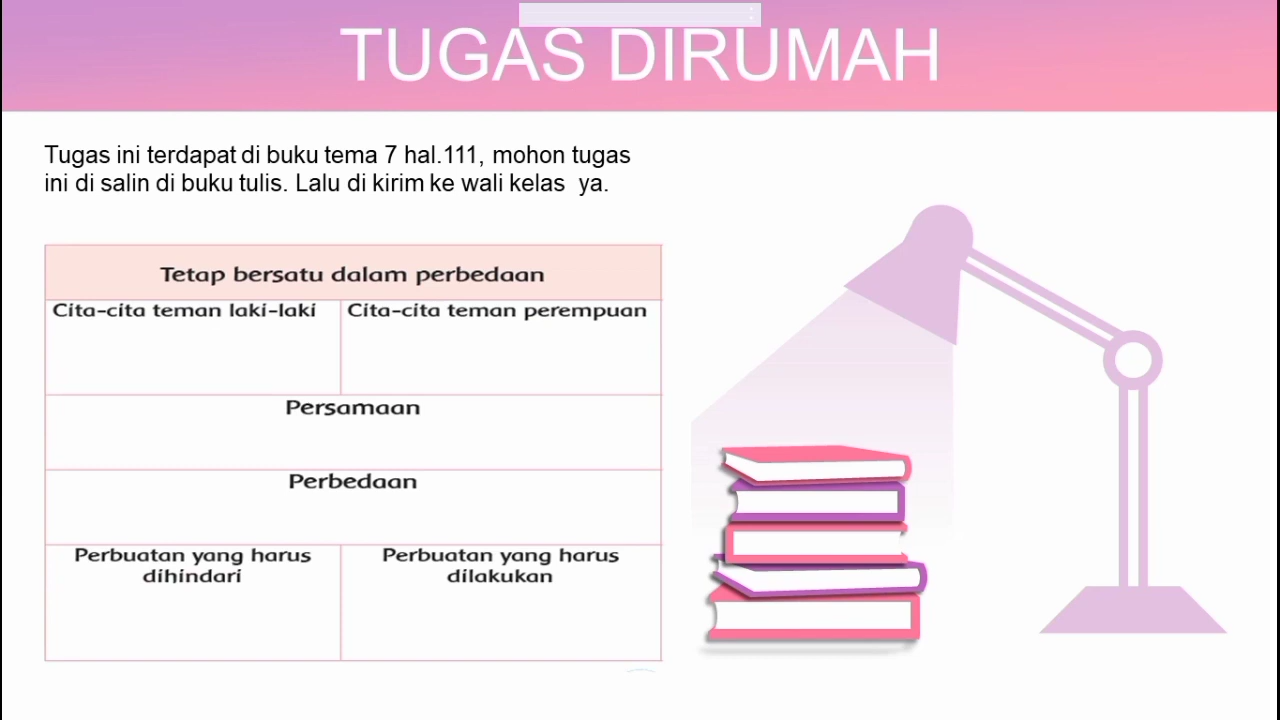 TUGAS DIRUMAH
Tugas ini terdapat di buku tema 7 hal.111, mohon tugas
ini di salin di buku tulis. Lalu di kirim ke wali kelas ya.
Tetap bersatu dalam perbedaan
Cita-cita teman laki-laki
Cita-cita teman perempuan
Persamaan
Perbedaan
Perbuatan yang harus
dihindari
Perbuatan yang harus
dilakukan